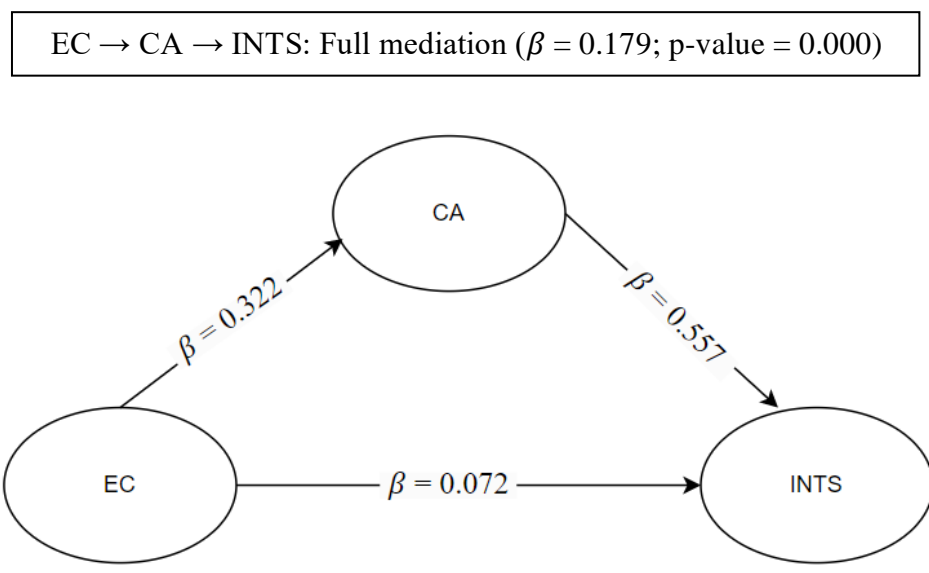 EC → CA → INTS: Full mediation (β = 0.179; p-value = 0.000)
CA
β = 0.322
β = 0.557
EC
β = 0.072
INTS